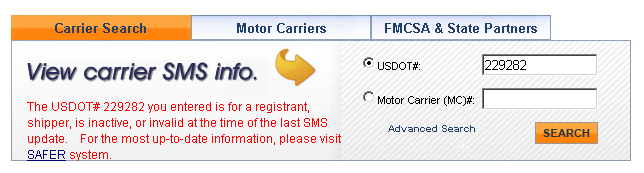 Carrier Search
Motor Carriers
FMCSA & State Partners
View carrier SMS info.
The USDOT# 229282 you entered is for a registrant,
shipper, is inactive, or invalid at the time of the last SMS
update. For the most up-to-date information, please visit
SAFER system.
USDOT#:
229282
Motor Carrier (MC)#:
Advanced Search
SEARCH